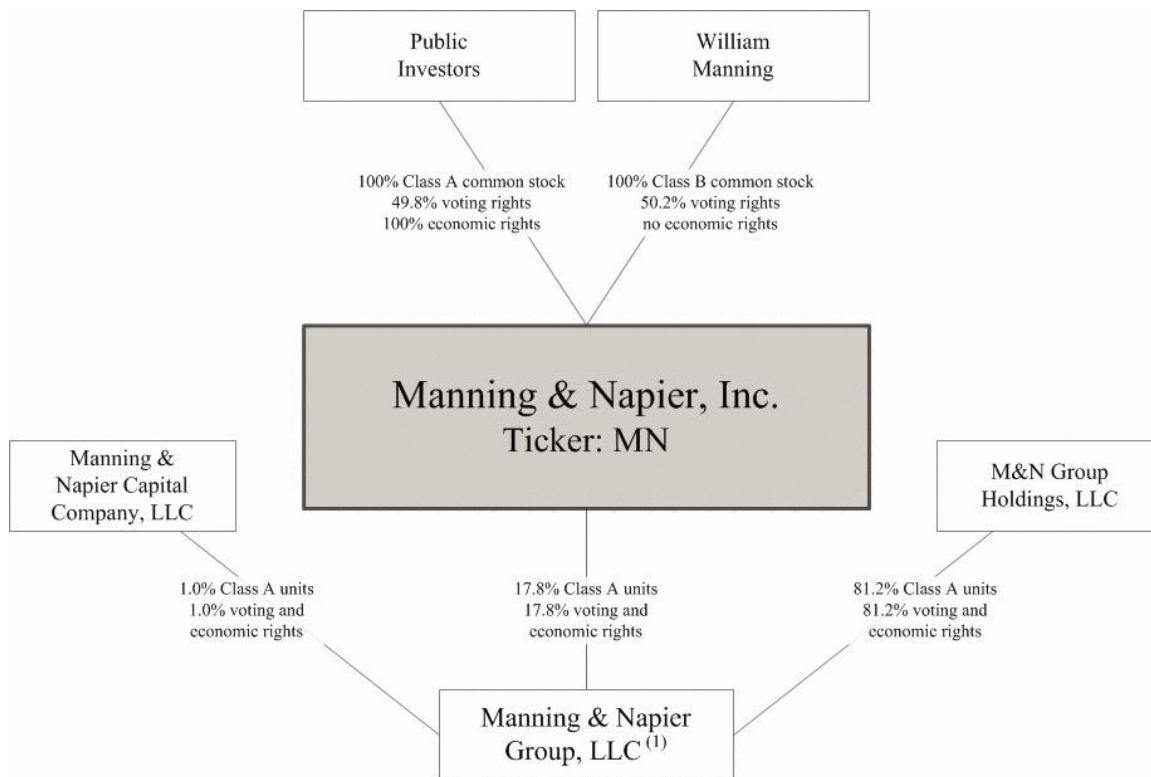 Public
Investors
William
Manning
100% Class A common stock
49.8% voting rights
100% economic rights
100% Class B common stock
50.2% voting rights
no economic rights
Manning & Napier, Inc.
Ticker: MN
Manning &
Napier Capital
Company, LLC
M&N Group
Holdings, LLC
1.0% Class A units
1.0% voting and
economic rights
17.8% Class A units
17.8% voting and
economic rights
81.2% Class A units
81.2% voting and
economic rights
Manning & Napier
Group, LLC (1)